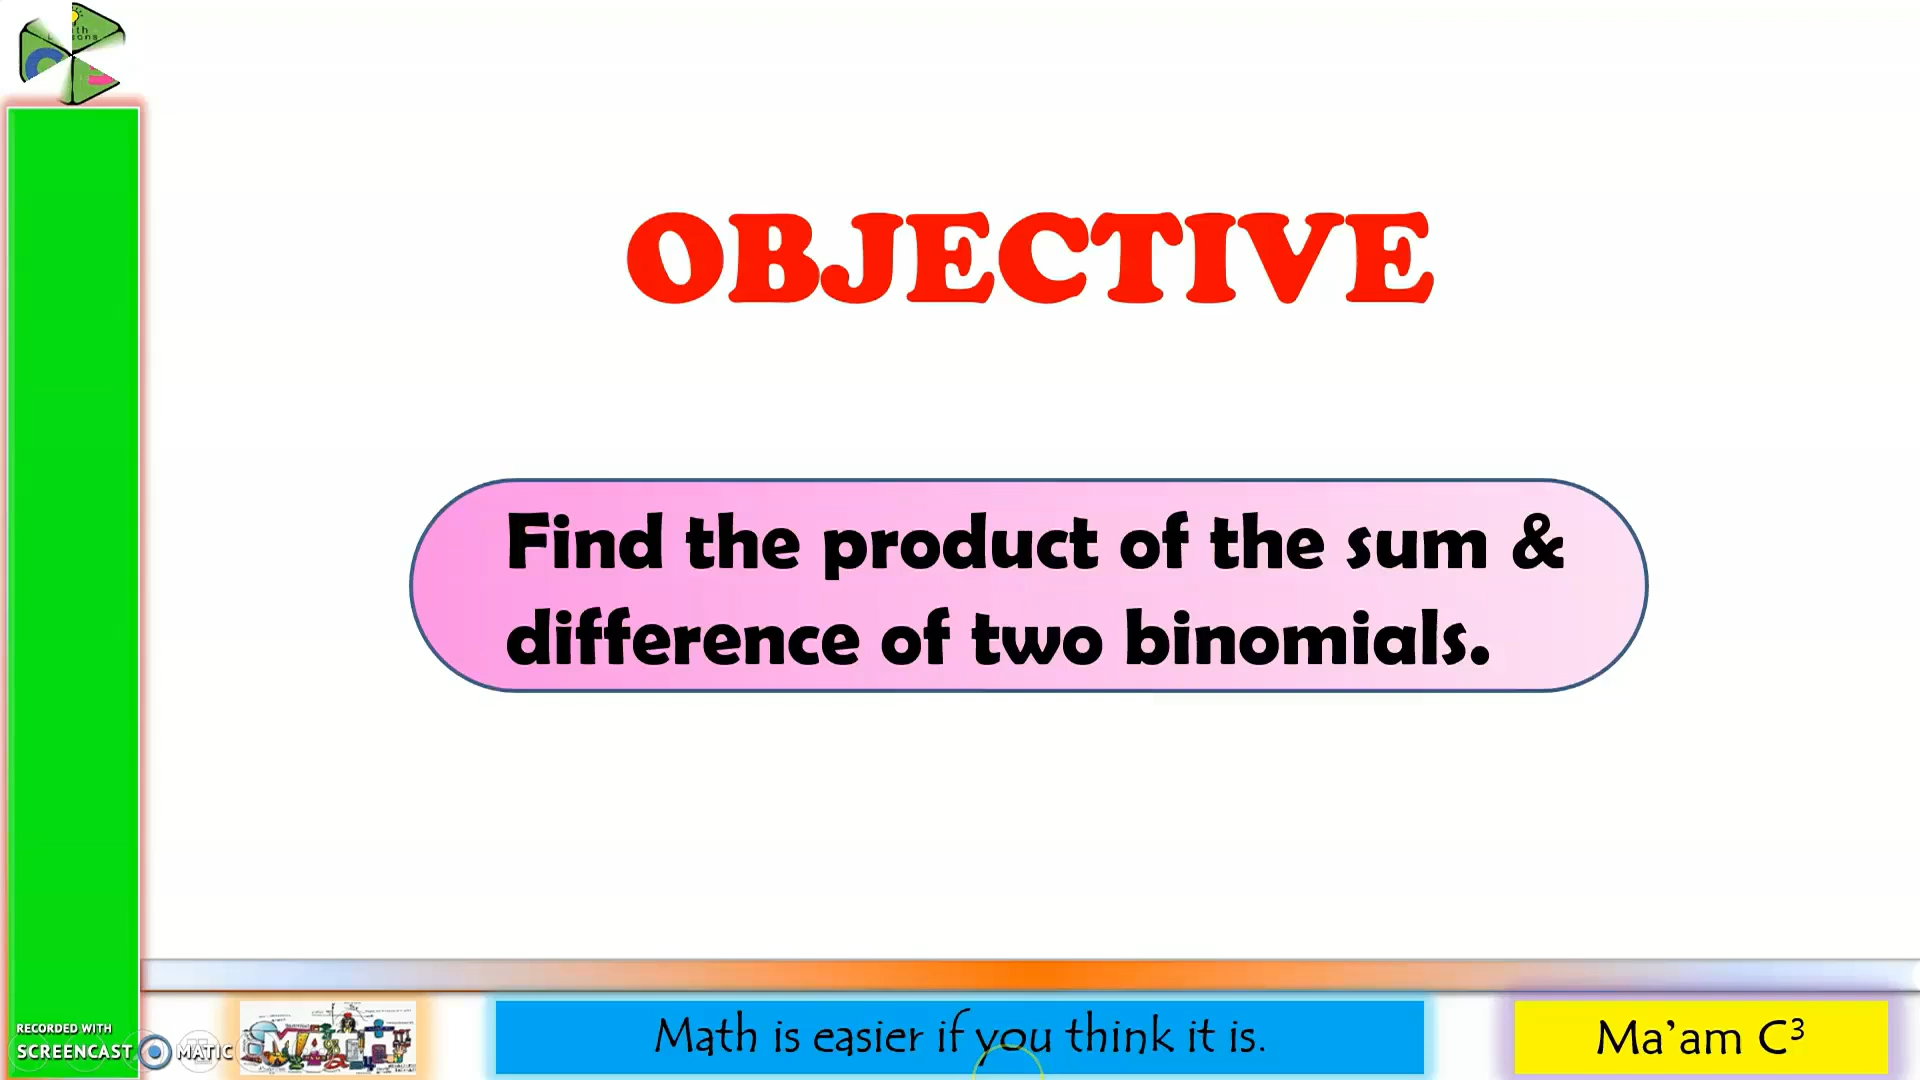 OBJECTIVE
Find the product of the sum &
difference of two binomials.
RECORDED WITH
SCREENCAST MATIC
MATH
Math is easier if you think it is.
Ma’am C³